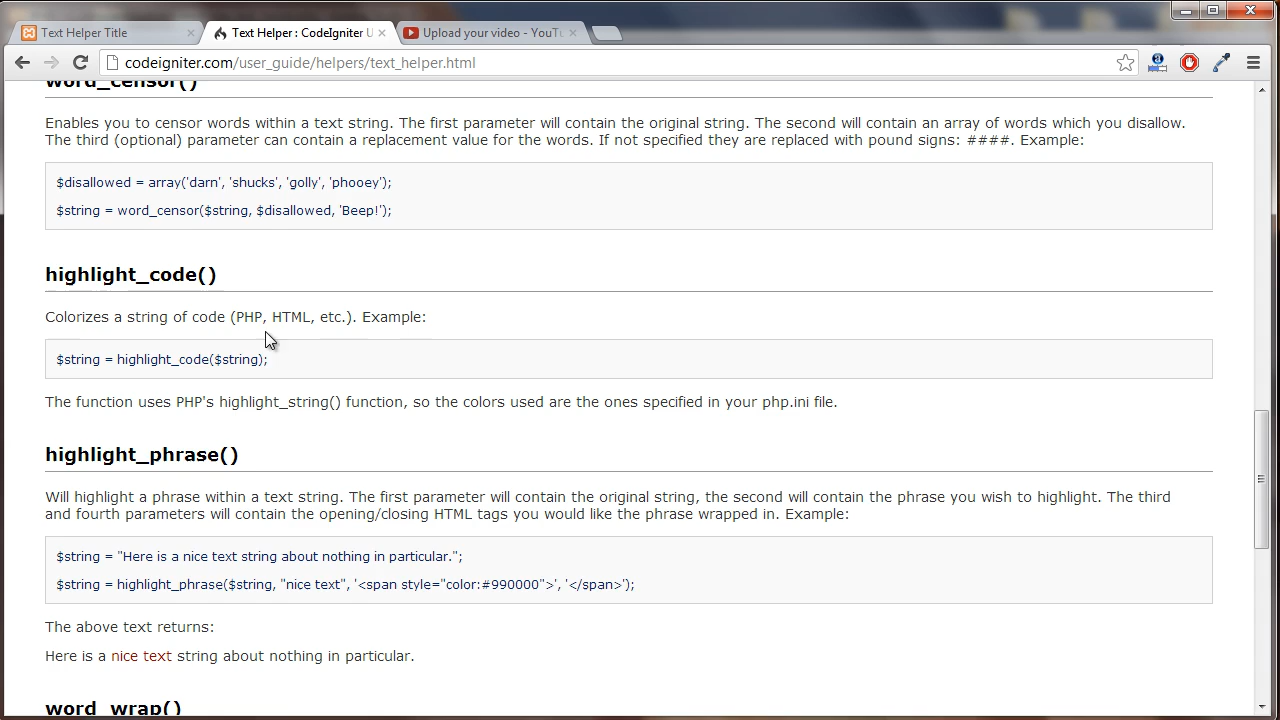 Text Helper Title
Text Helper : CodeIgniter U
Upload your video - YouTu
codeigniter.com/user_guide/helpers/text_helper.html
word_censor()
Enables you to censor words within a text string. The first parameter will contain the original string. The second will contain an array of words which you disallow.
The third (optional) parameter can contain a replacement value for the words. If not specified they are replaced with pound signs: ####. Example:
$disallowed = array('darn', 'shucks', 'golly', 'phooey');
$string = word_censor($string, $disallowed, 'Beep!');
highlight_code()
Colorizes a string of code (PHP, HTML, etc.). Example:
$string = highlight_code($string);
The function uses PHP's highlight_string() function, so the colors used are the ones specified in your php.ini file.
highlight_phrase()
Will highlight a phrase within a text string. The first parameter will contain the original string, the second will contain the phrase you wish to highlight. The third
and fourth parameters will contain the opening/closing HTML tags you would like the phrase wrapped in. Example:
$string = "Here is a nice text string about nothing in particular.";
$string = highlight_phrase($string, "nice text", '<span style="color:#990000">', '</span>');
The above text returns:
Here is a nice text string about nothing in particular.
word_wrap()